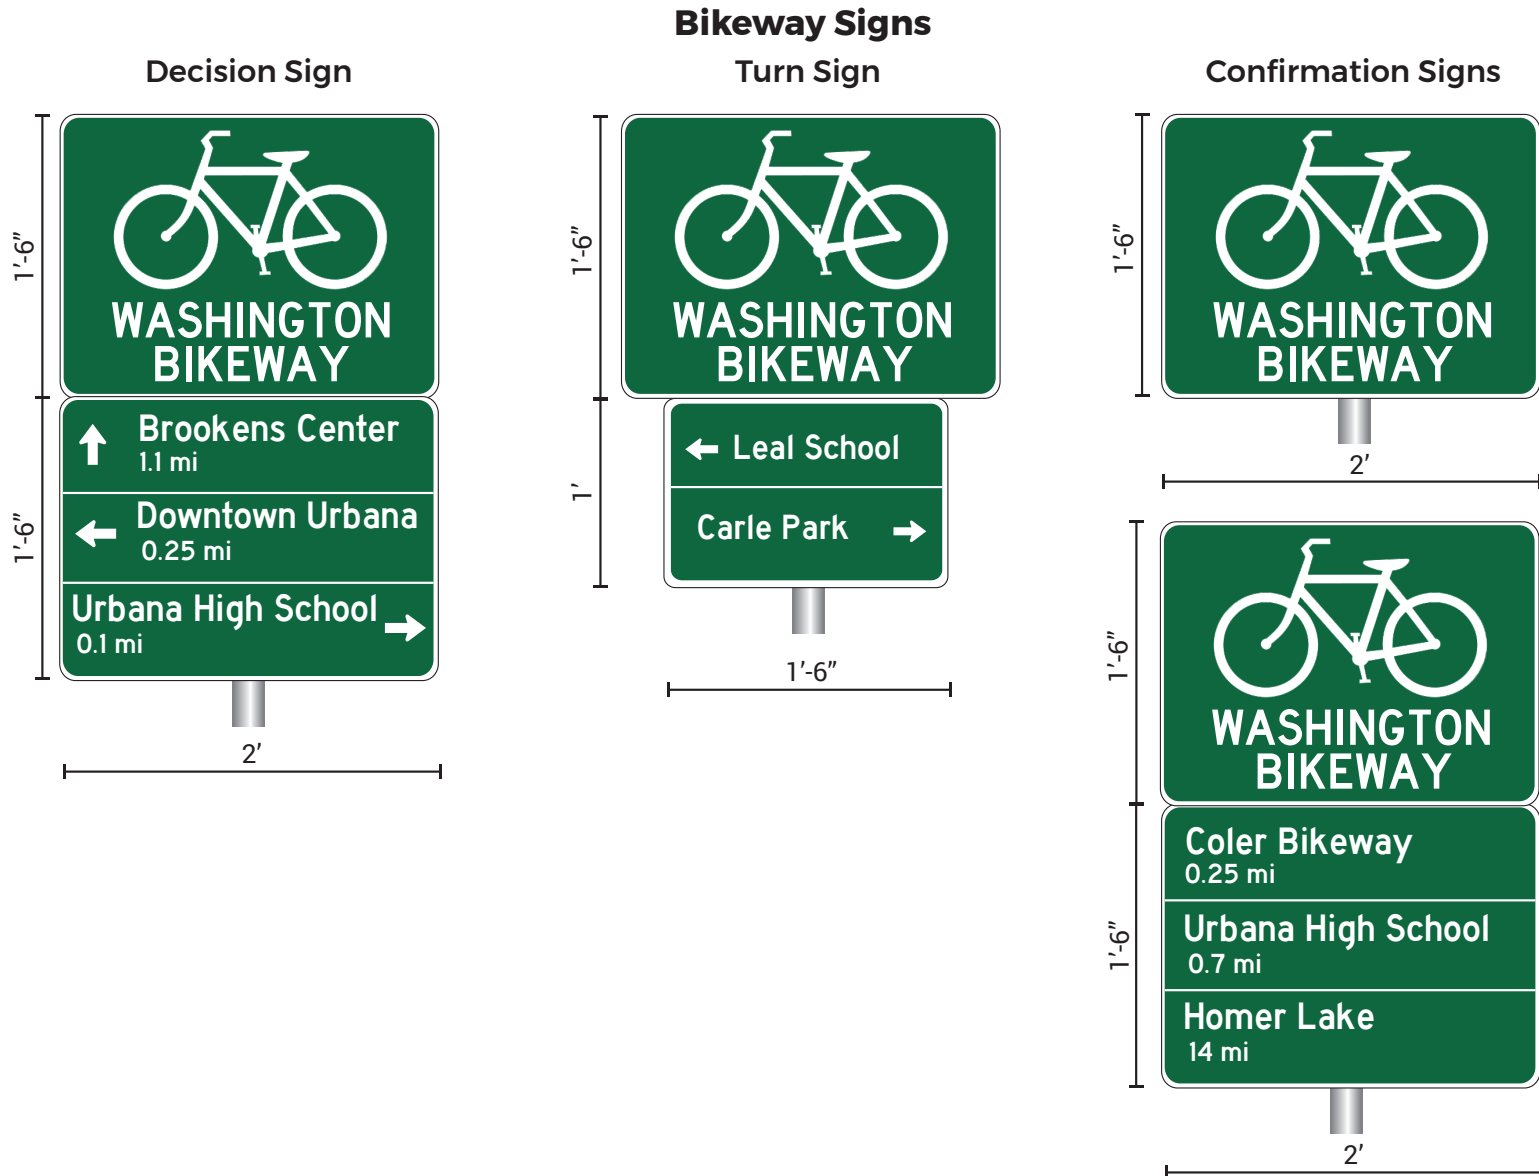 Bikeway Signs
Decision Sign
1'-6”
WASHINGTON
BIKEWAY
1'-6”
Brookens Center
1.1 mi
Downtown Urbana
0.25 mi
Urbana High School
0.1 mi
2’
Turn Sign
1'-6”
WASHINGTON
BIKEWAY
1'
Leal School
Carle Park
1'-6”
Confirmation Signs
1'-6”
WASHINGTON
BIKEWAY
2’
1'-6”
WASHINGTON
BIKEWAY
1'-6”
Coler Bikeway
0.25 mi
Urbana High School
0.7 mi
Homer Lake
14 mi
2’